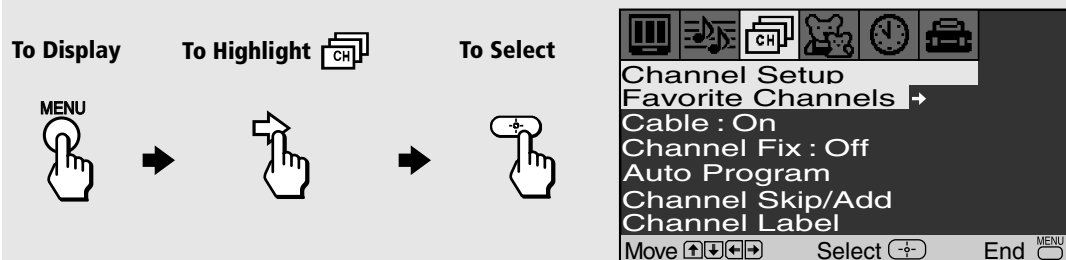 To Display
To Highlight CH
To Select
MENU
CH
Channel Setup
Favorite Channels
Cable : On
Channel Fix : Off
Auto Program
Channel Skip/Add
Channel Label
Move Select End MENU